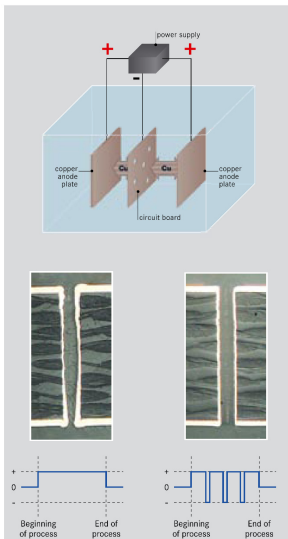 power supply
+ +
-
Cu Cu
copper
anode
plate
copper
anode
plate
circuit board
+
0
-
Beginning
of process
End of
process
+
0
-
Beginning
of process
End of
process